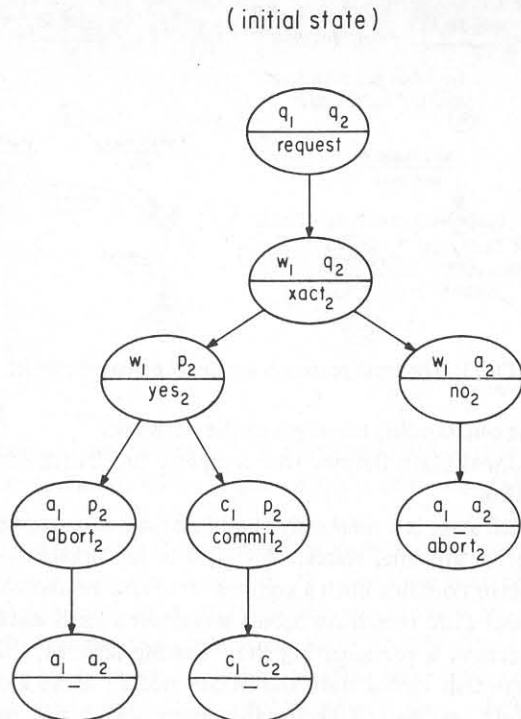 (initial state)
q₁ q₂
request
w₁ q₂
xact₂
w₁ p₂
yes₂
w₁ a₂
no₂
a₁ p₂
abort₂
c₁ p₂
commit₂
a₁ a₂
abort₂
a₁ a₂
–
c₁ c₂
–